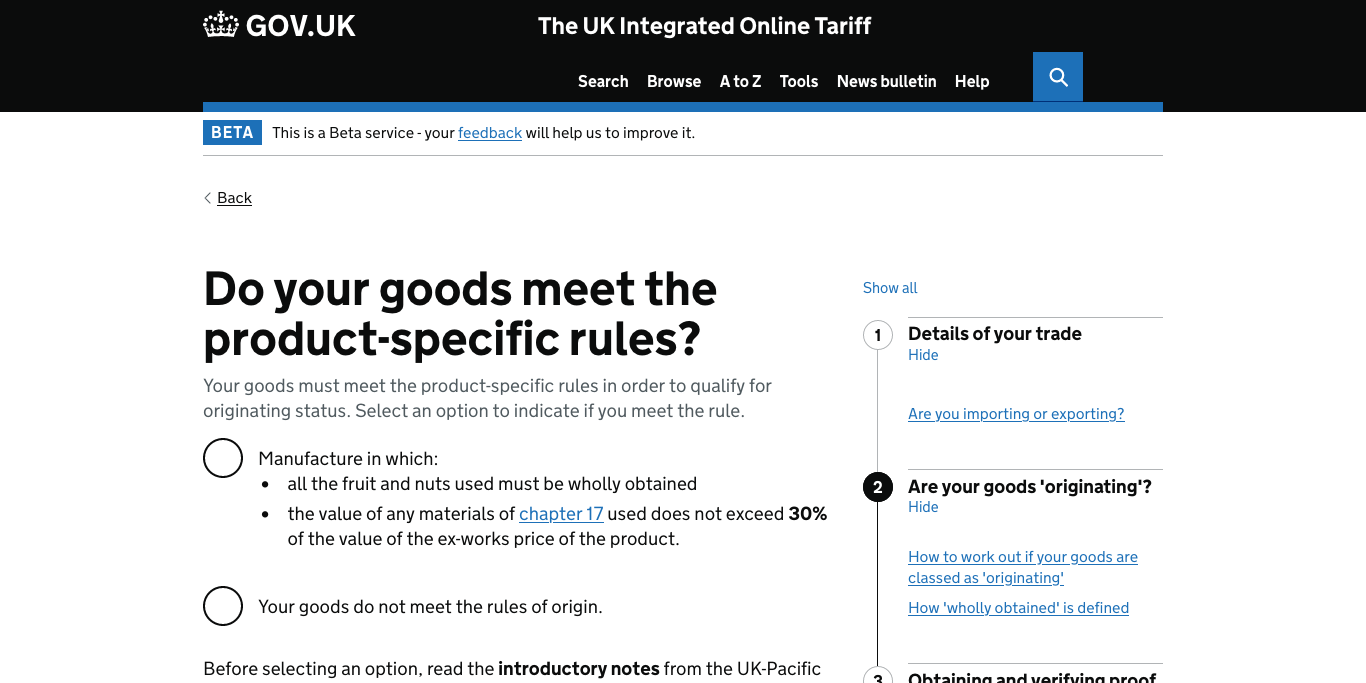 GOV.UK
The UK Integrated Online Tariff
Search Browse A to Z Tools News bulletin Help
BETA This is a Beta service - your feedback will help us to improve it.
Back
Do your goods meet the
product-specific rules?
Your goods must meet the product-specific rules in order to qualify for
originating status. Select an option to indicate if you meet the rule.
Manufacture in which:
• all the fruit and nuts used must be wholly obtained
• the value of any materials of chapter 17 used does not exceed 30%
of the value of the ex-works price of the product.
Your goods do not meet the rules of origin.
Before selecting an option, read the introductory notes from the UK-Pacific
Show all
1 Details of your trade
Hide
Are you importing or exporting?
2 Are your goods 'originating'?
Hide
How to work out if your goods are
classed as 'originating'
How 'wholly obtained' is defined
3 Obtaining and verifying proof